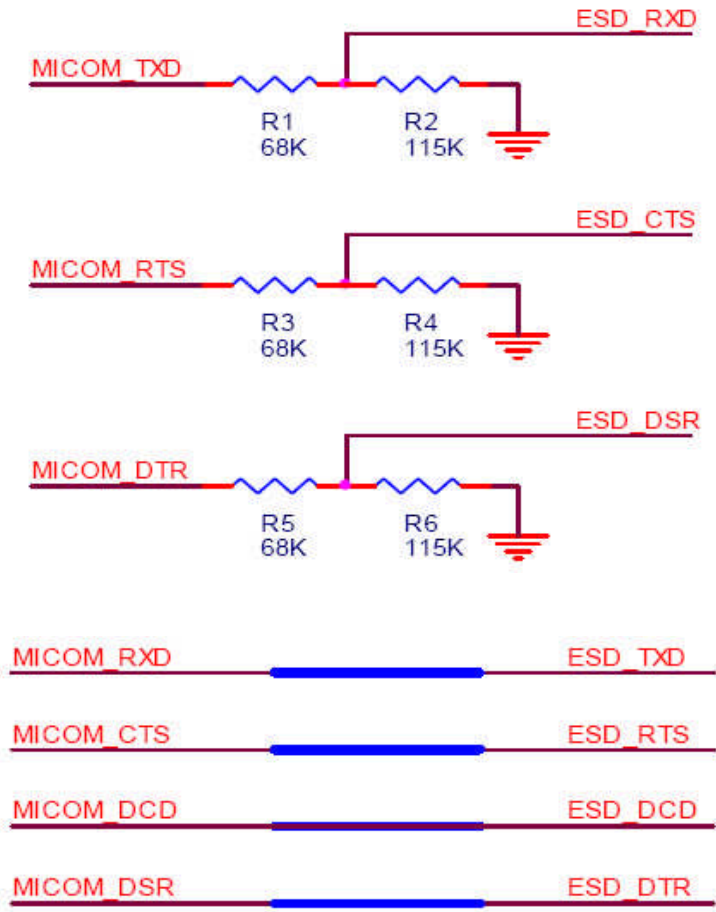 ESD_RXD
MICOM_TXD
R1 R2
68K 115K
ESD_CTS
MICOM_RTS
R3 R4
68K 115K
ESD_DSR
MICOM_DTR
R5 R6
68K 115K
MICOM_RXD ESD_TXD
MICOM_CTS ESD_RTS
MICOM_DCD ESD_DCD
MICOM_DSR ESD_DTR